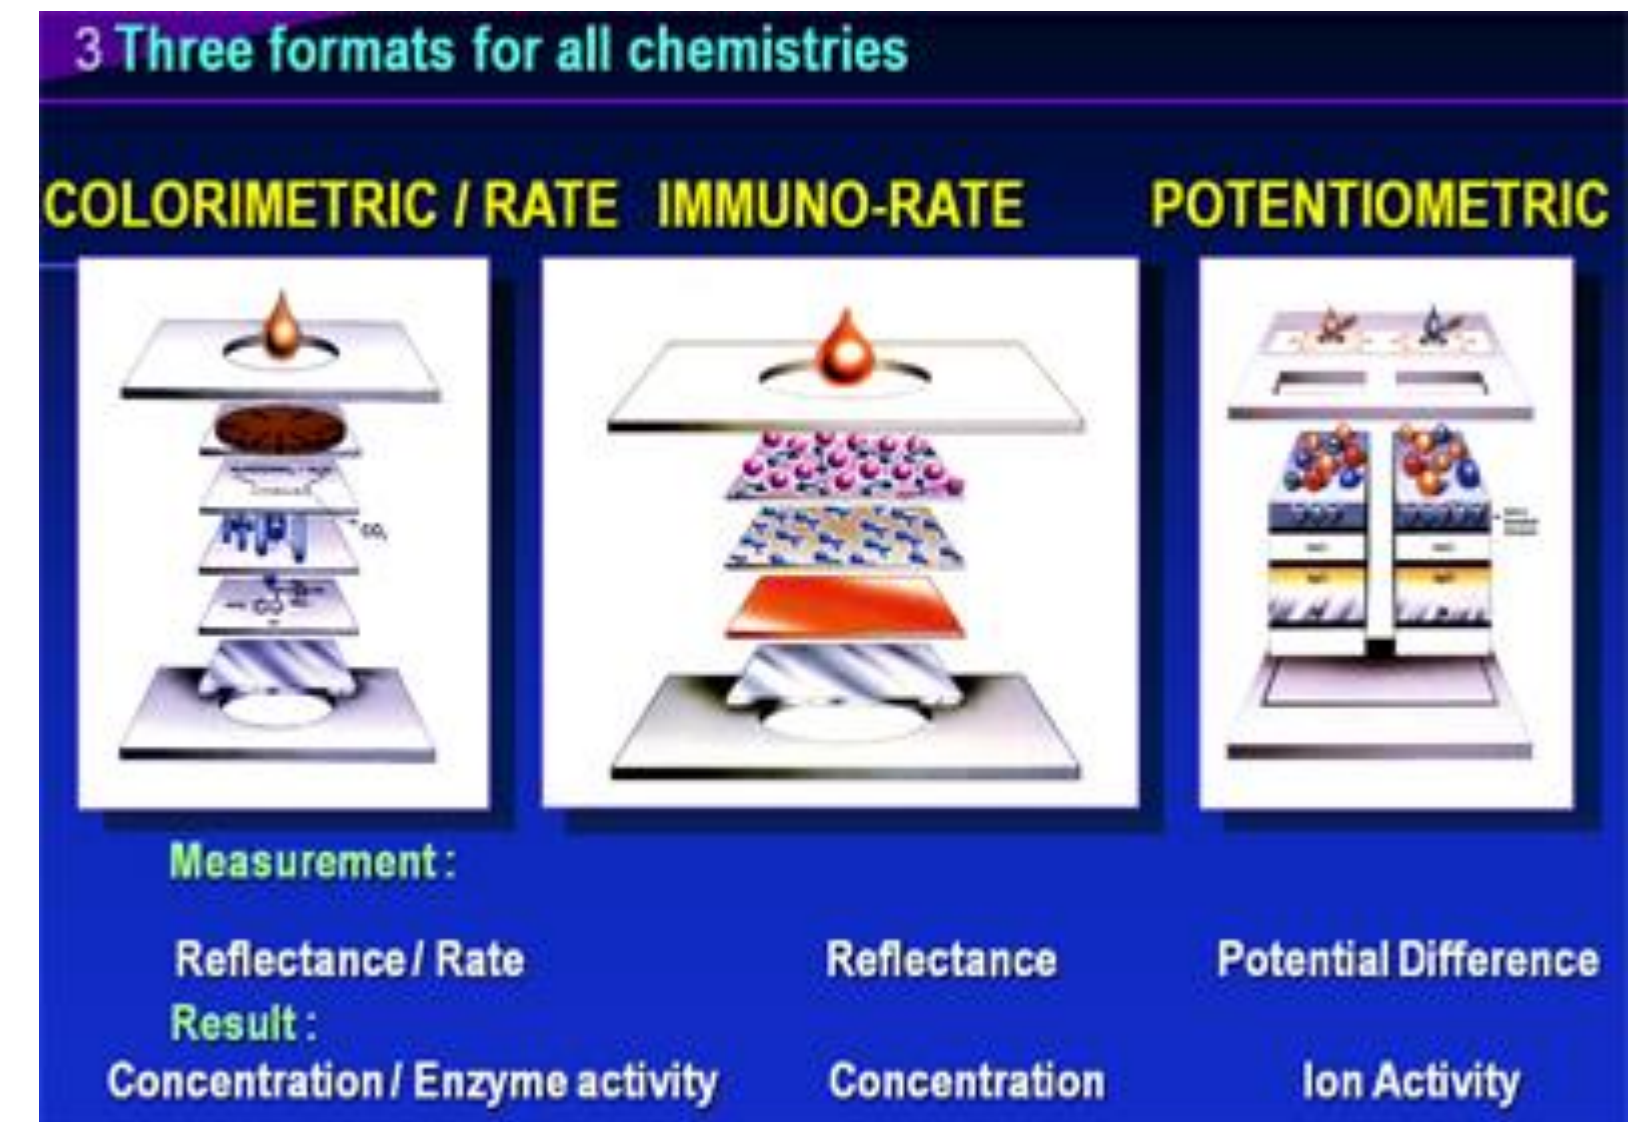 3 Three formats for all chemistries
COLORIMETRIC / RATE IMMUNO-RATE POTENTIOMETRIC
CO₂
Measurement :
Reflectance / Rate Reflectance Potential Difference
Result :
Concentration / Enzyme activity Concentration Ion Activity